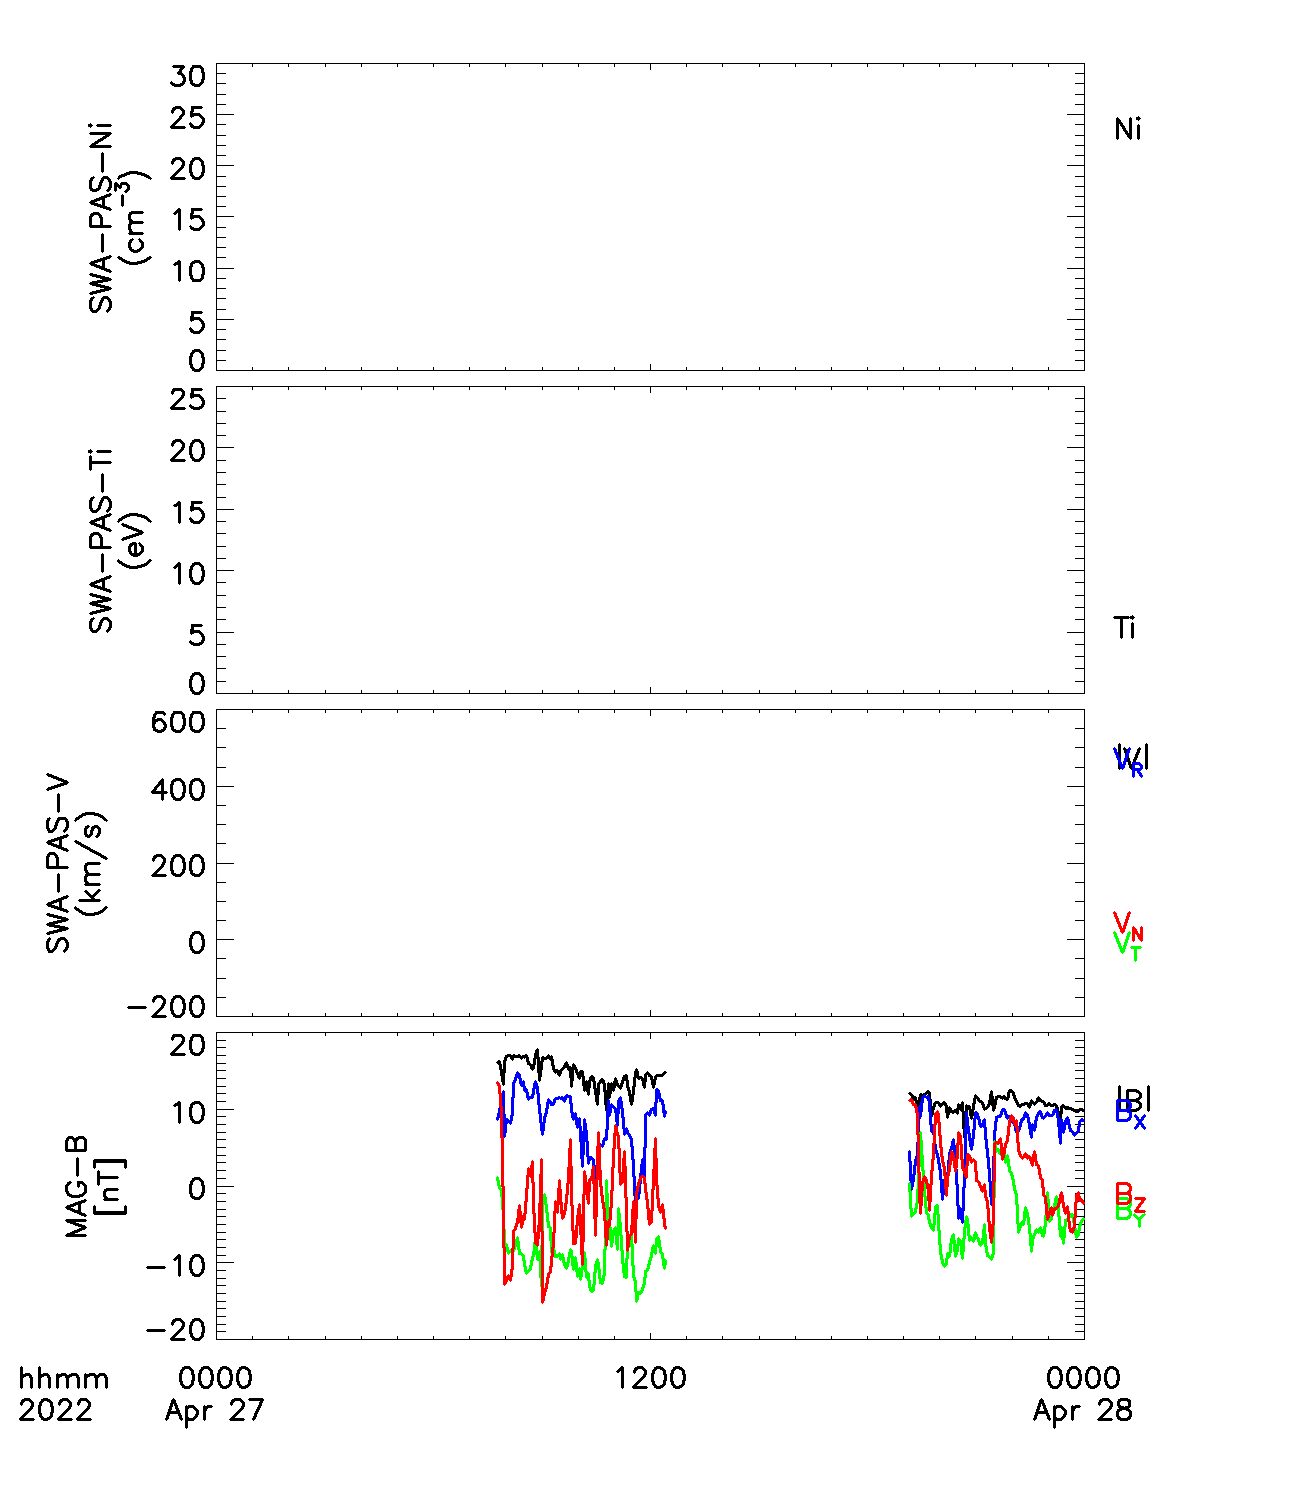 30
25
20
15
10
5
0
SWA-PAS-Ni
(cm⁻³)
Ni
25
20
15
10
5
0
SWA-PAS-Ti
(eV)
Ti
600
400
200
0
-200
SWA-PAS-V
(km/s)
|V|
V_R
V_N
V_T
20
10
0
-10
-20
MAG-B
[nT]
|B|
B_X
B_Z
B_Y
hhmm 0000 1200 0000
2022 Apr 27 Apr 28